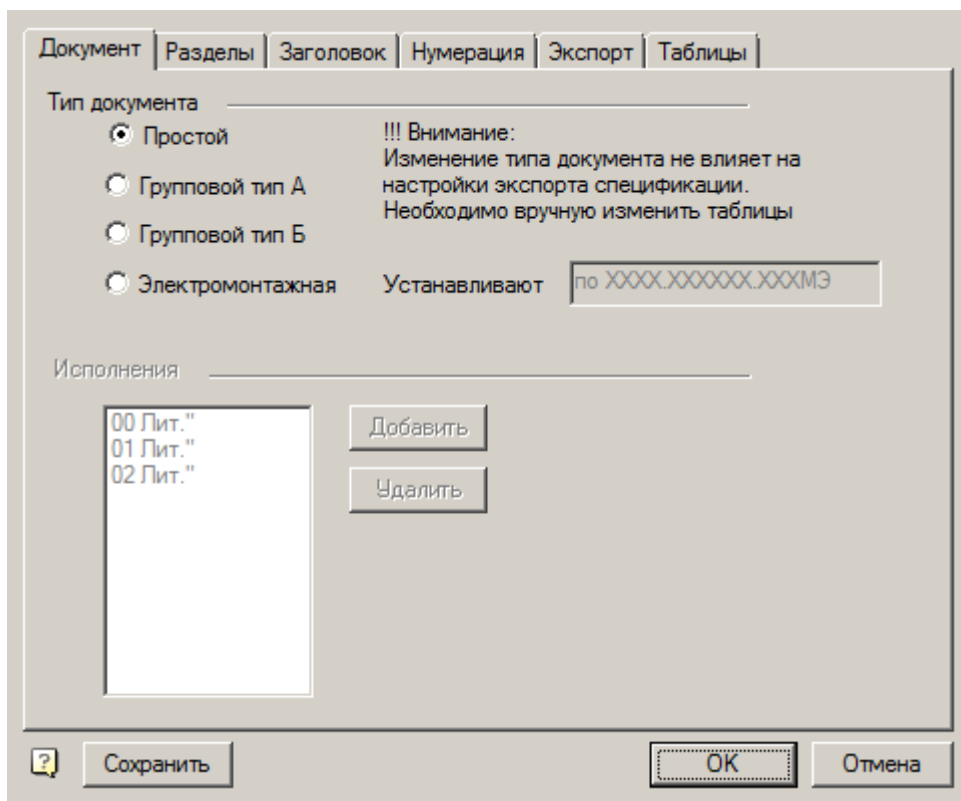 Документ Разделы Заголовок Нумерация Экспорт Таблицы
Тип документа
Простой
Групповой тип А
Групповой тип Б
Электромонтажная
!!! Внимание:
Изменение типа документа не влияет на
настройки экспорта спецификации.
Необходимо вручную изменить таблицы
Устанавливают
по XXXX.XXXXXX.XXXМЭ
Исполнения
00 Лит.''
01 Лит.''
02 Лит.''
Добавить
Удалить
?
Сохранить
OK
Отмена